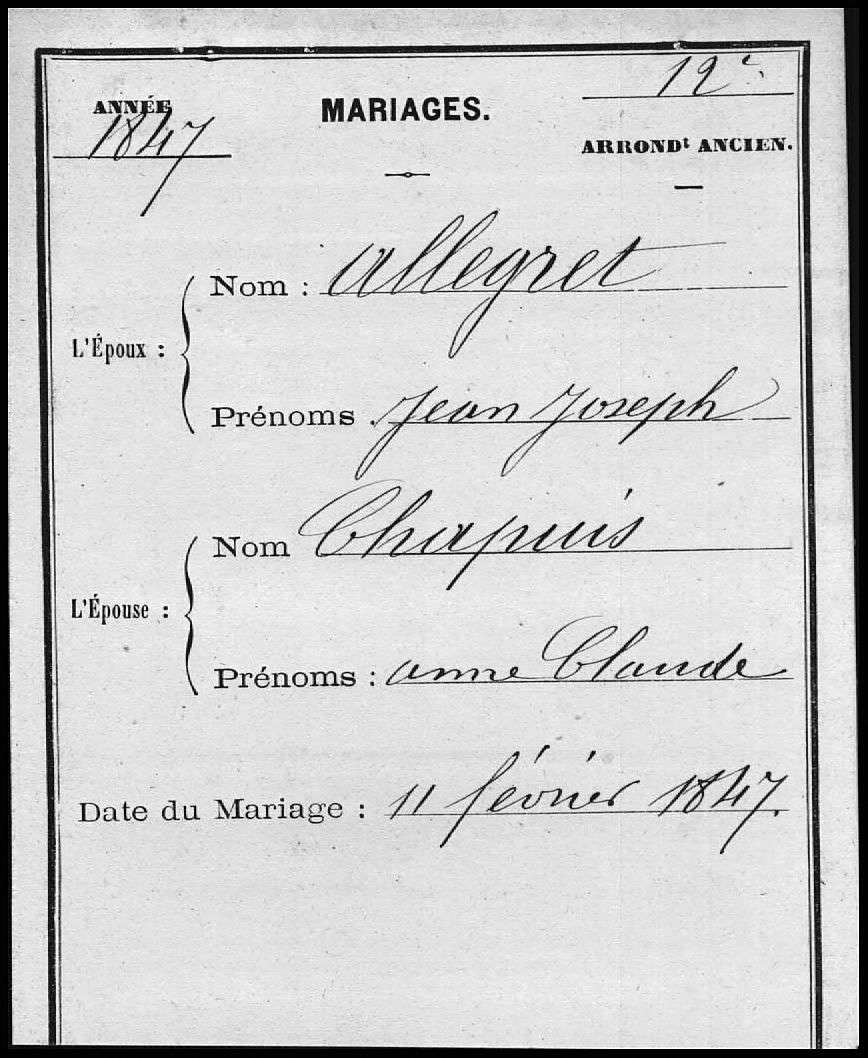 ANNÉE
1847
MARIAGES.
12e
ARRONDt ANCIEN.
L'Époux :
Nom : Allegret
Prénoms . Jean Joseph
L'Épouse :
Nom Chapuis
Prénoms : Anne Claude
Date du Mariage : 11 février 1847.